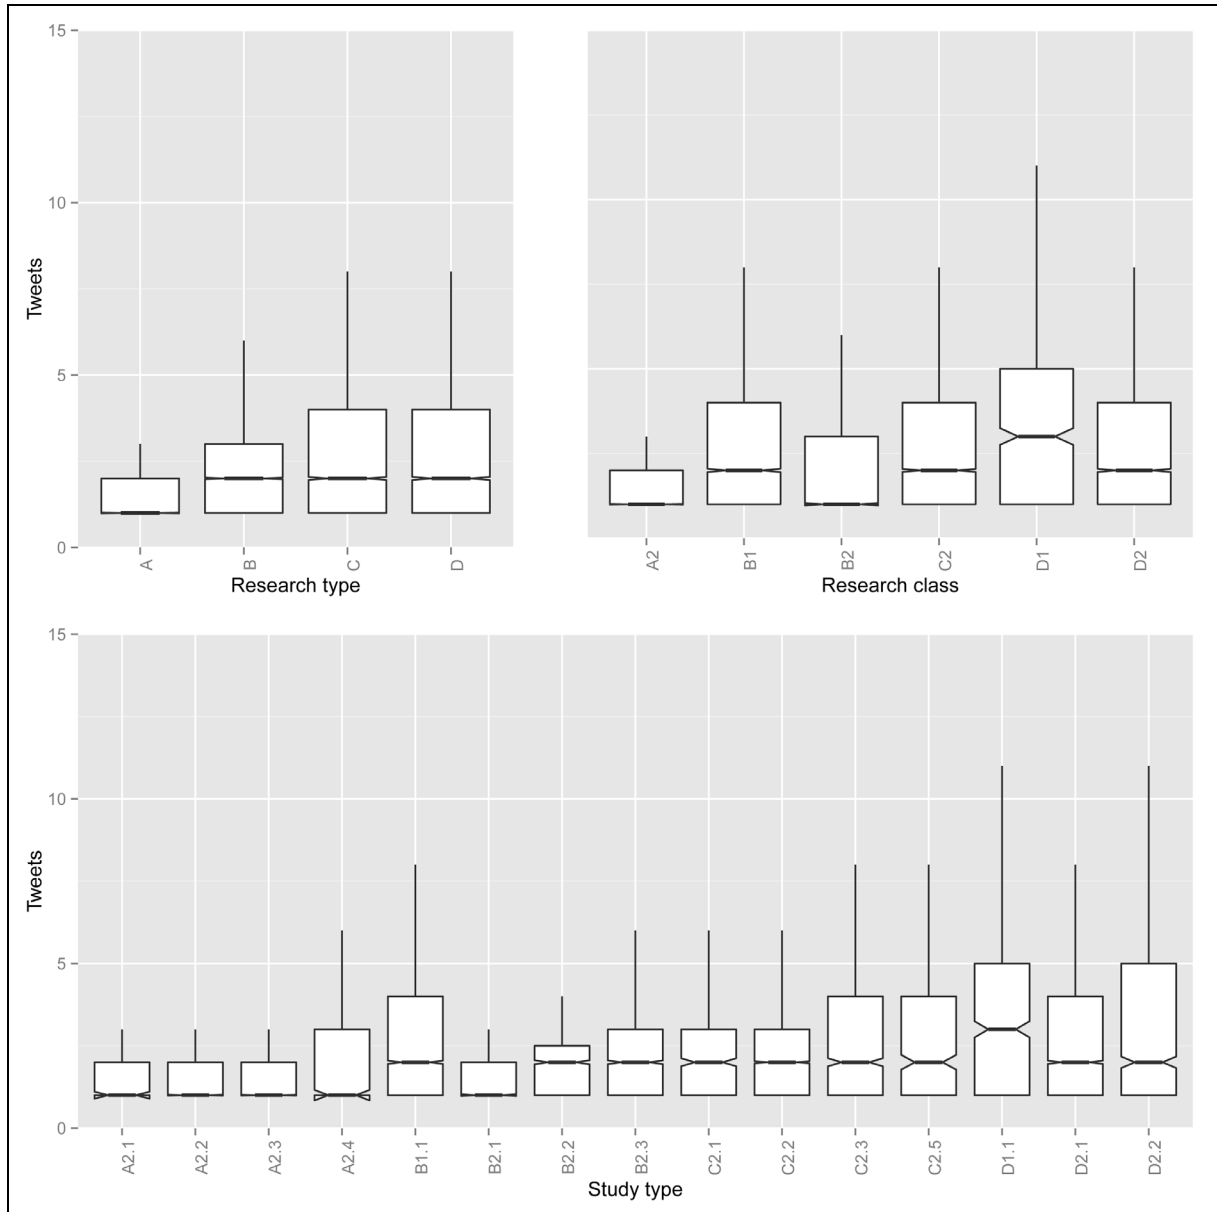 15
10
Tweets
5
0
A B C D
Research type
A2 B1 B2 C2 D1 D2
Research class
15
10
Tweets
5
0
A2.1 A2.2 A2.3 A2.4 B1.1 B2.1 B2.2 B2.3 C2.1 C2.2 C2.3 C2.5 D1.1 D2.1 D2.2
Study type